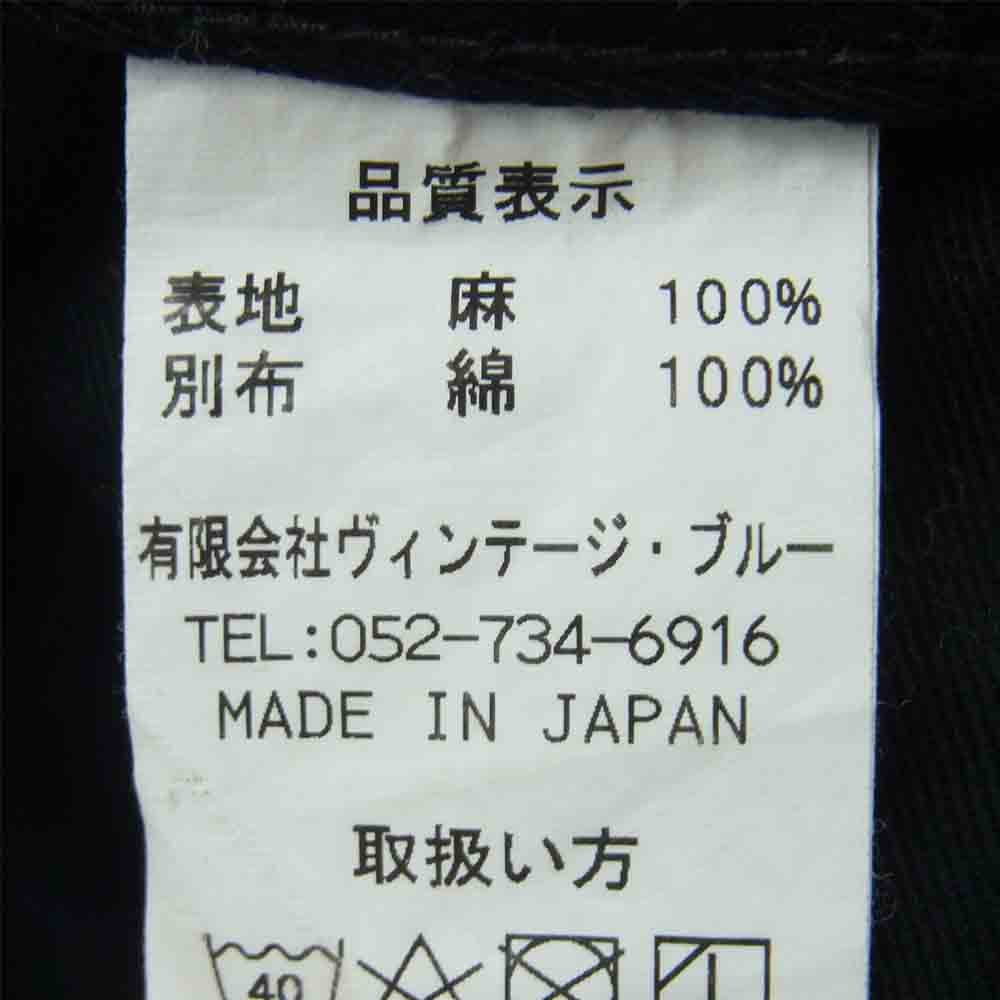 品質表示
表地 麻 100%
別布 綿 100%
有限会社ヴィンテージ・ブルー
TEL:052-734-6916
MADE IN JAPAN
取扱い方
40